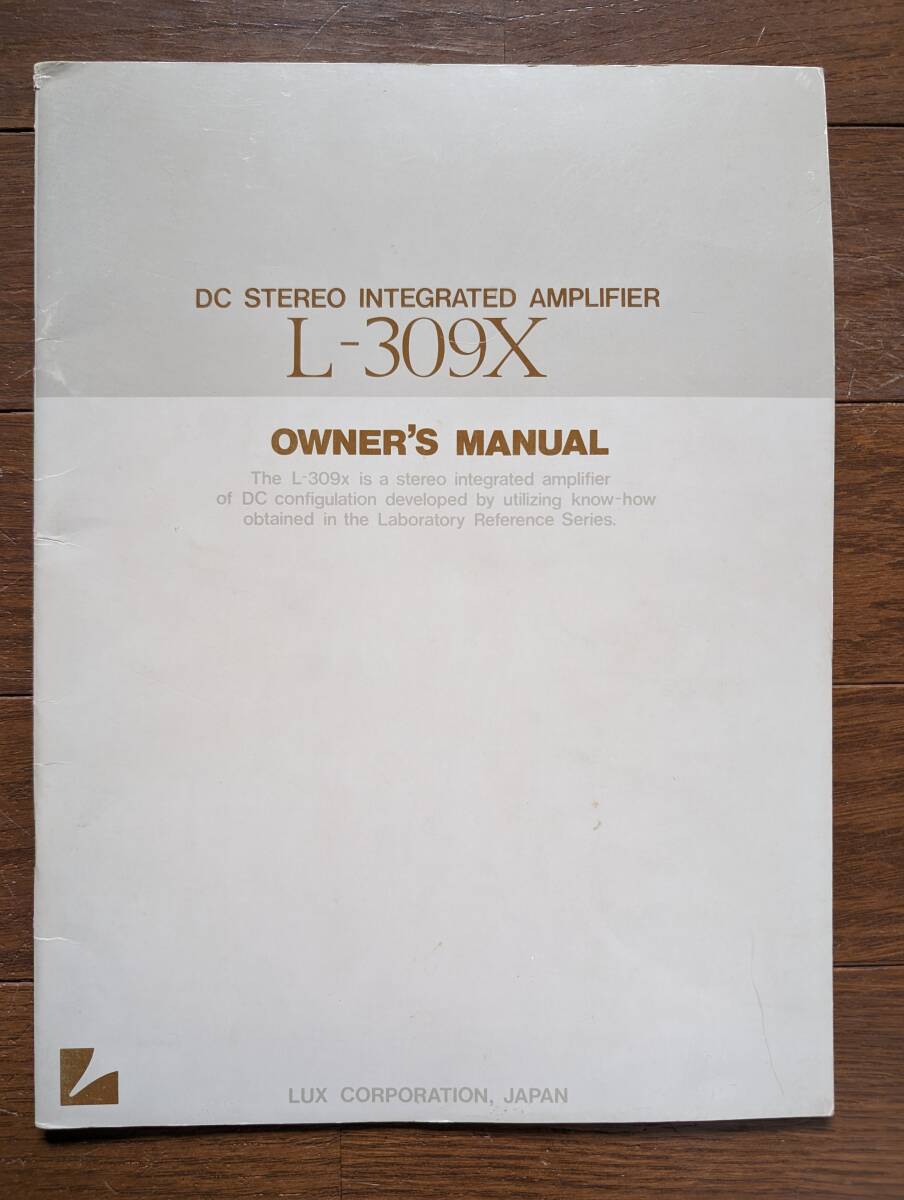 DC STEREO INTEGRATED AMPLIFIER
L-309X
OWNER'S MANUAL
The L-309x is a stereo integrated amplifier
of DC configulation developed by utilizing know-how
obtained in the Laboratory Reference Series.
LUX CORPORATION, JAPAN